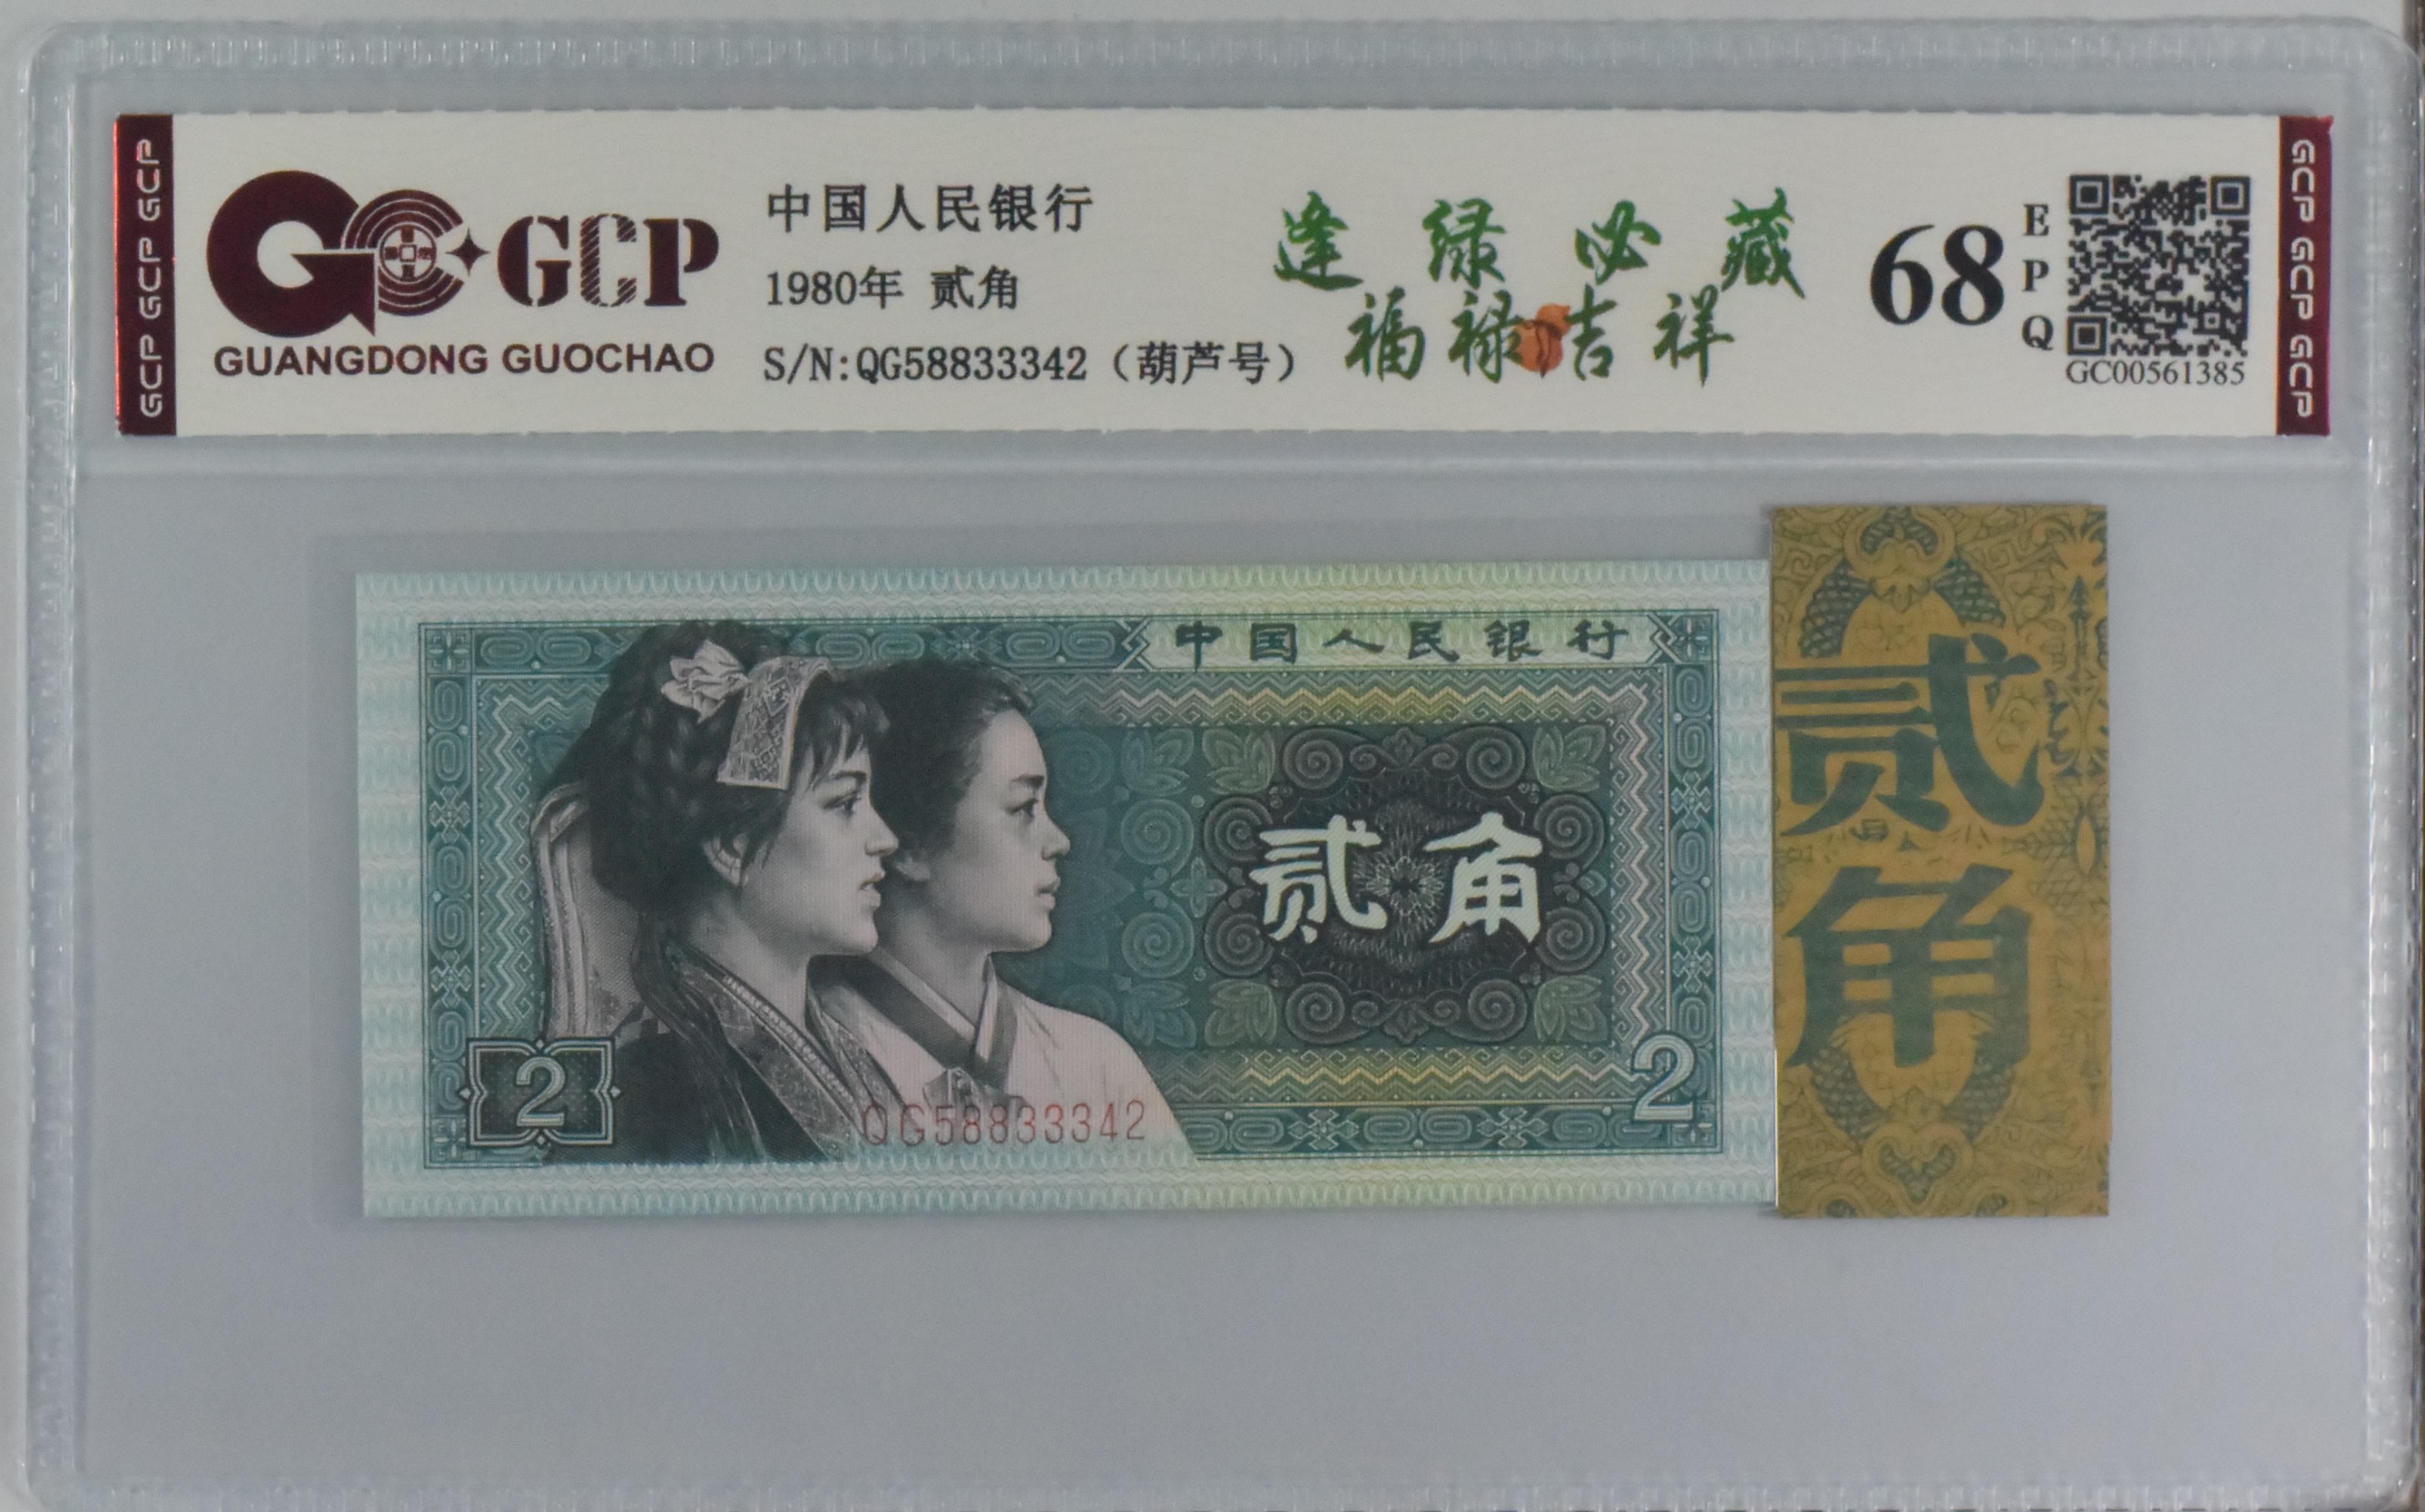 GCP GCP GCP
GCP
GUANGDONG GUOCHAO
中国人民银行
1980年 贰角
S/N:QG58833342（葫芦号）
逢绿必藏
福禄吉祥
68
EPQ
GC00561385
GCP GCP GCP
中国人民银行
贰角
2
2
QG58833342
贰角